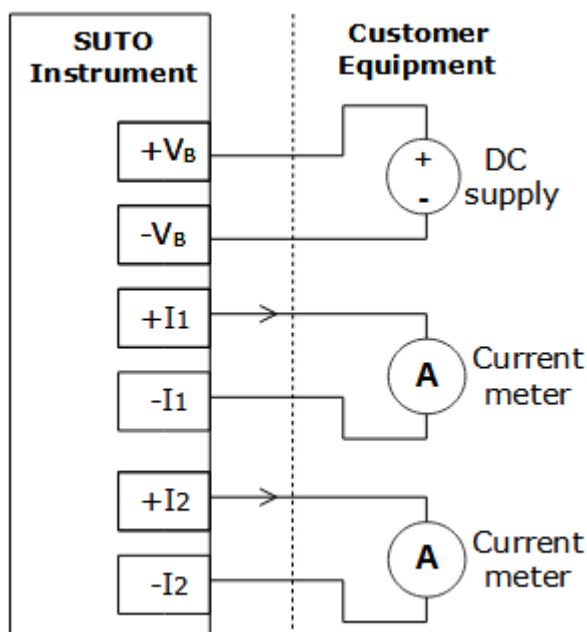 SUTO
Instrument
Customer
Equipment
+VB
-VB
+
-
DC
supply
+I1
-I1
A
Current
meter
+I2
-I2
A
Current
meter